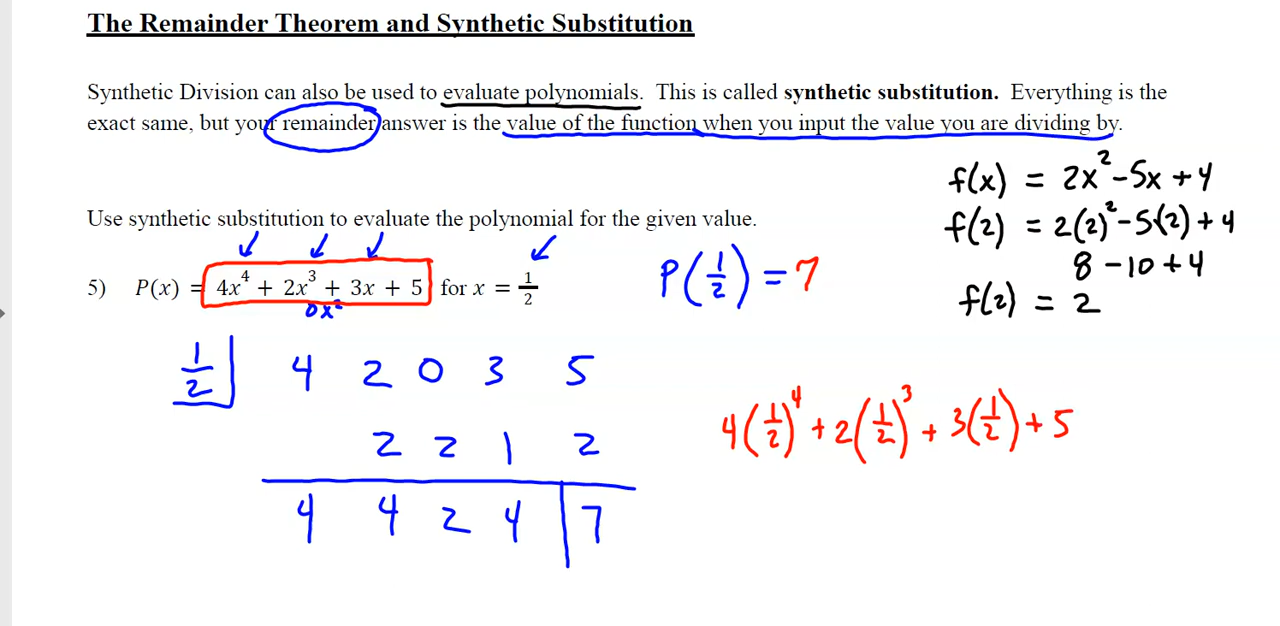 The Remainder Theorem and Synthetic Substitution
Synthetic Division can also be used to evaluate polynomials. This is called synthetic substitution. Everything is the
exact same, but your remainder answer is the value of the function when you input the value you are dividing by.
f(x) = 2x² - 5x + 4
Use synthetic substitution to evaluate the polynomial for the given value.
f(2) = 2(2)² - 5(2) + 4
8 - 10 + 4
5) P(x) = 4x⁴ + 2x³ + 3x + 5 for x = 1/2
P(1/2) = 7
f(2) = 2
0x²
1/2 4 2 0 3 5
4(1/2)⁴ + 2(1/2)³ + 3(1/2) + 5
2 2 1 2
4 4 2 4 7